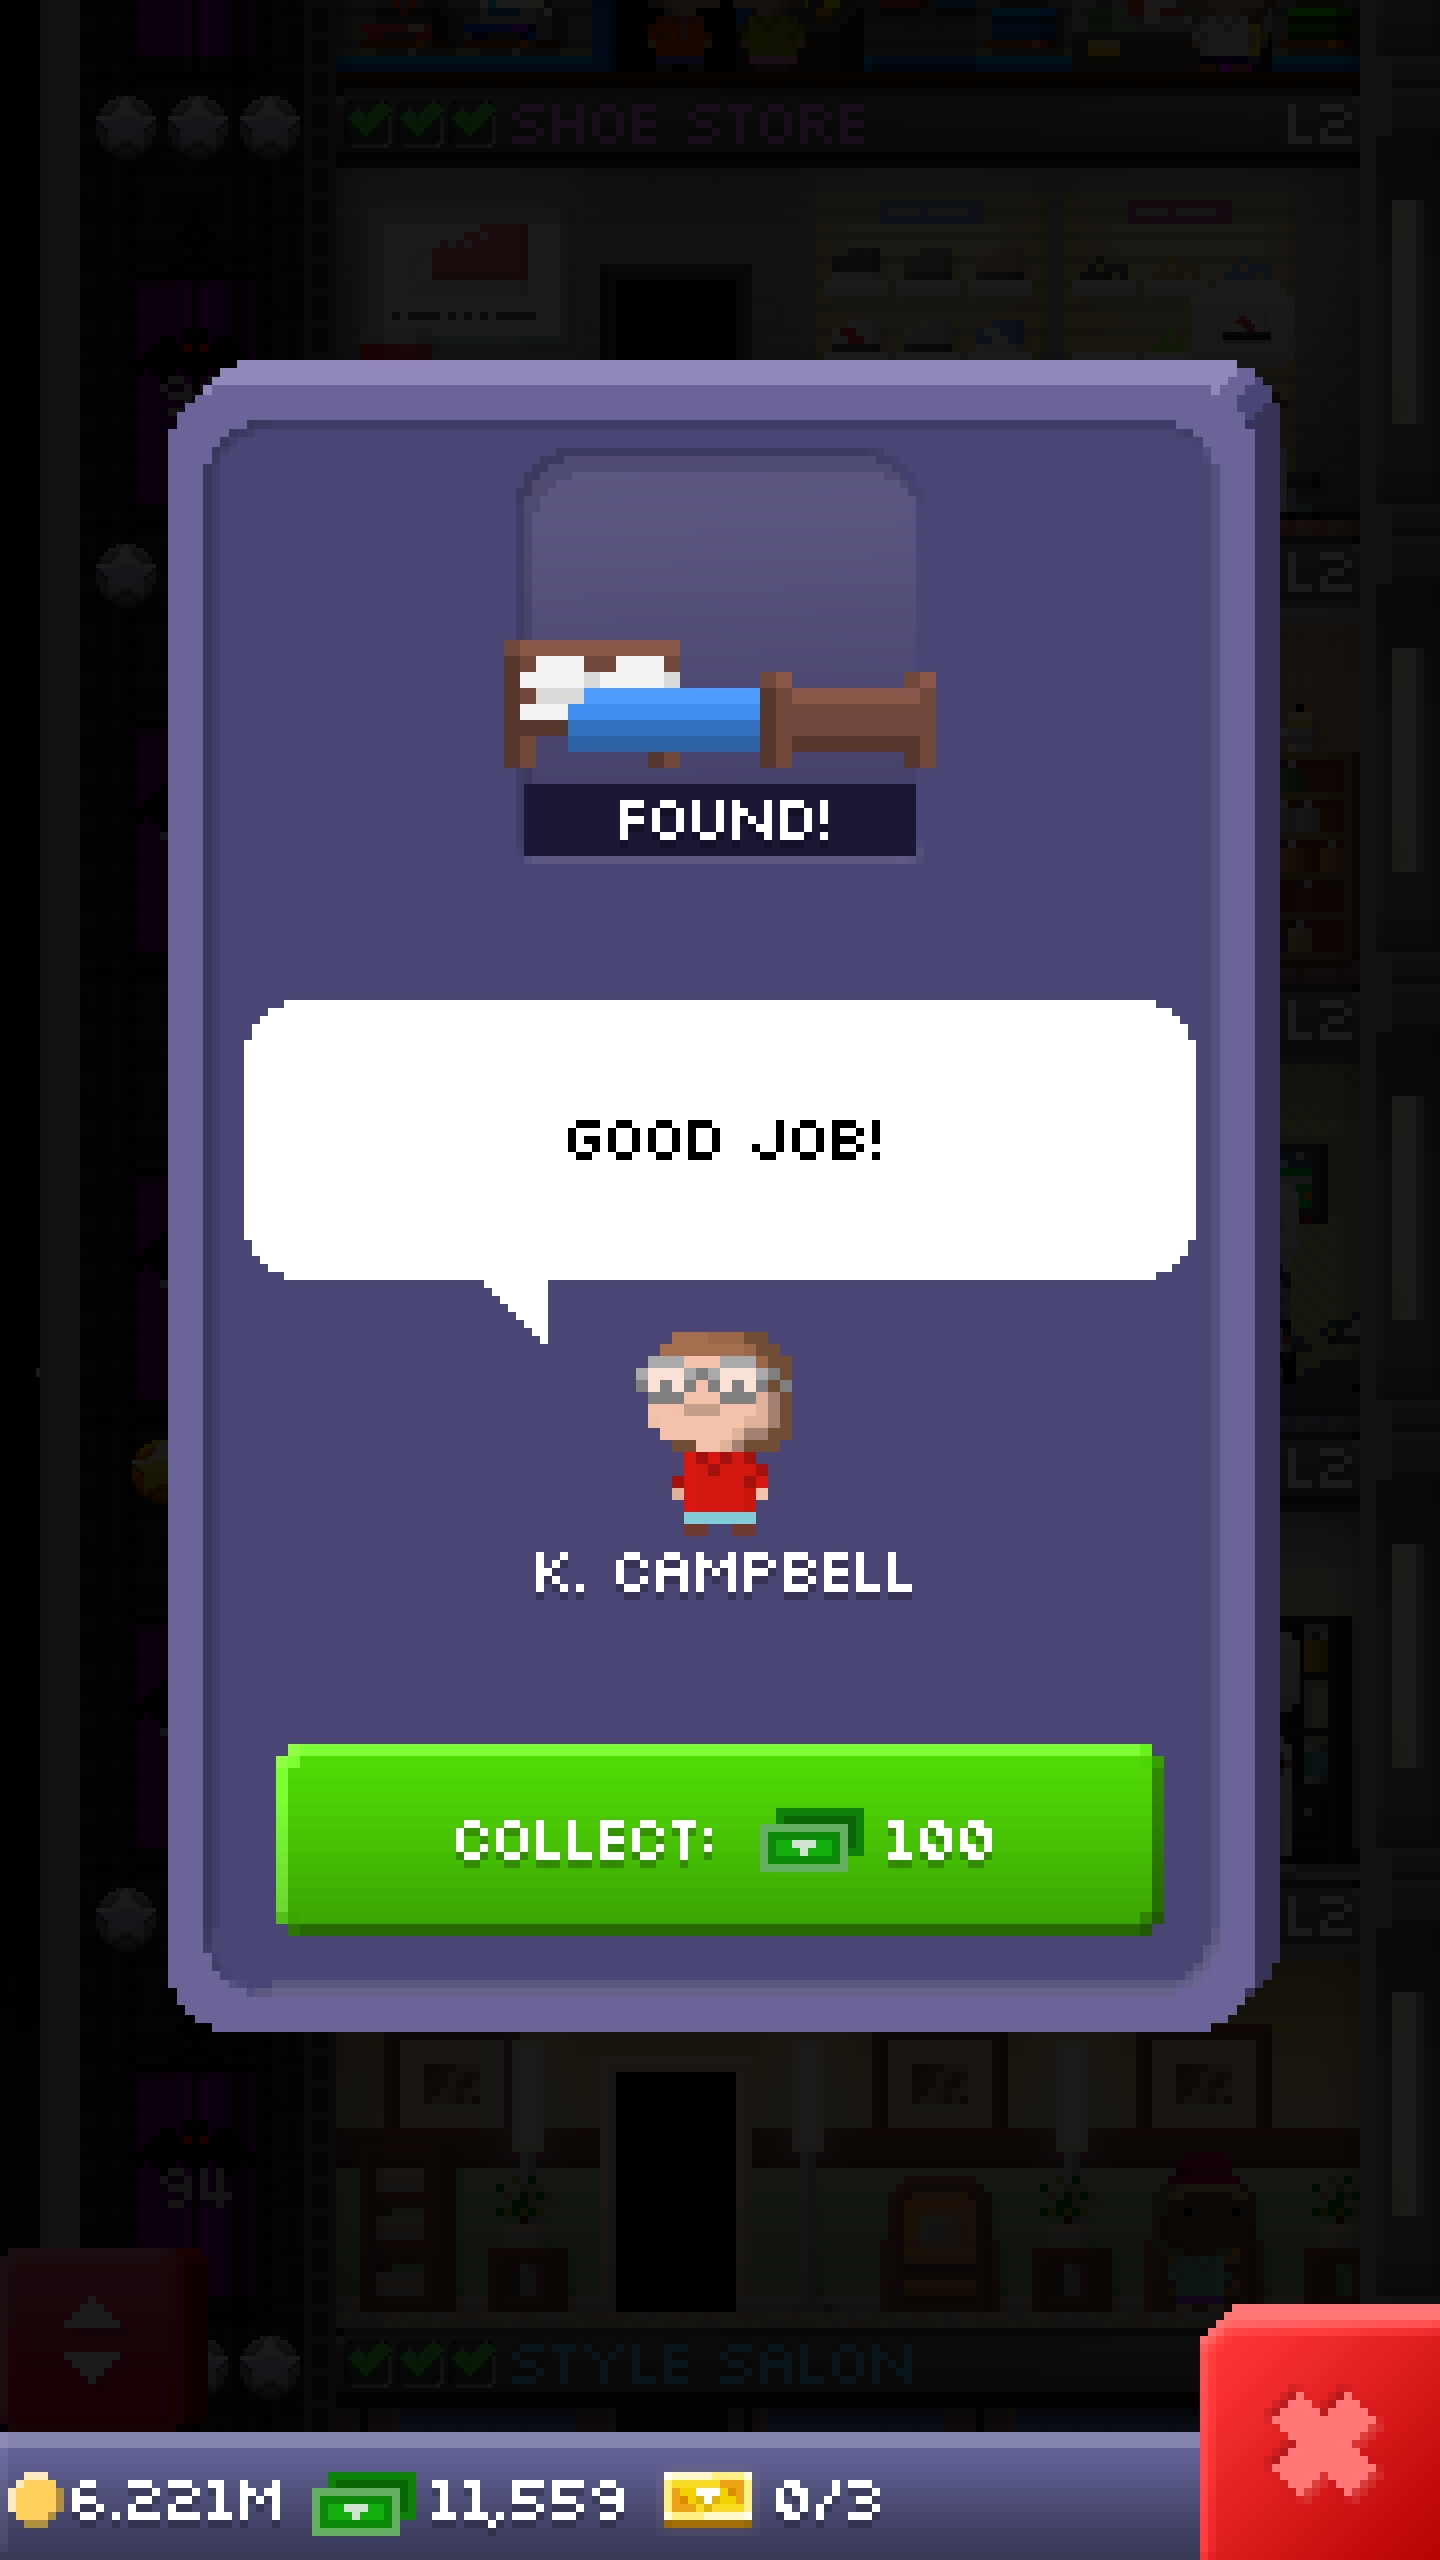 SHOE STORE
L2
L2
FOUND!
L2
GOOD JOB!
L2
K. CAMPBELL
COLLECT: 100
L2
94
STYLE SALON
6.221M 11,559 0/3